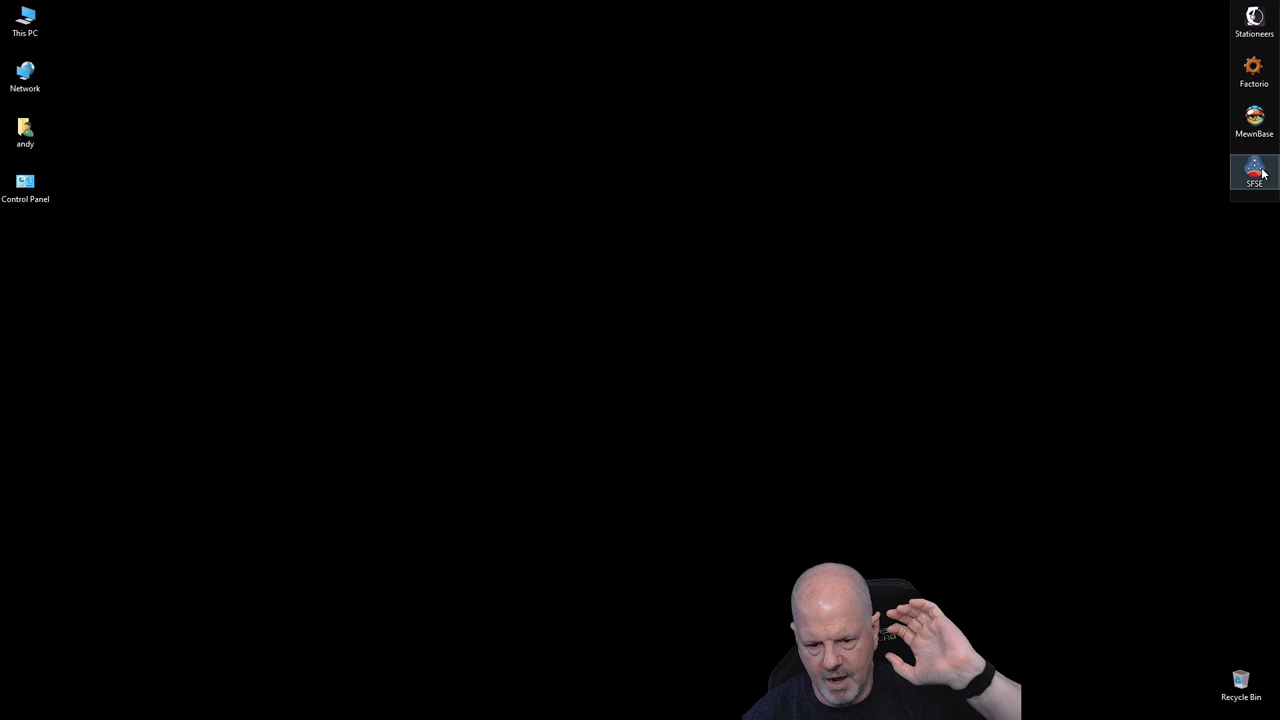 This PC
Network
andy
Control Panel
Stationeers
Factorio
MewnBase
SFSE
Recycle Bin